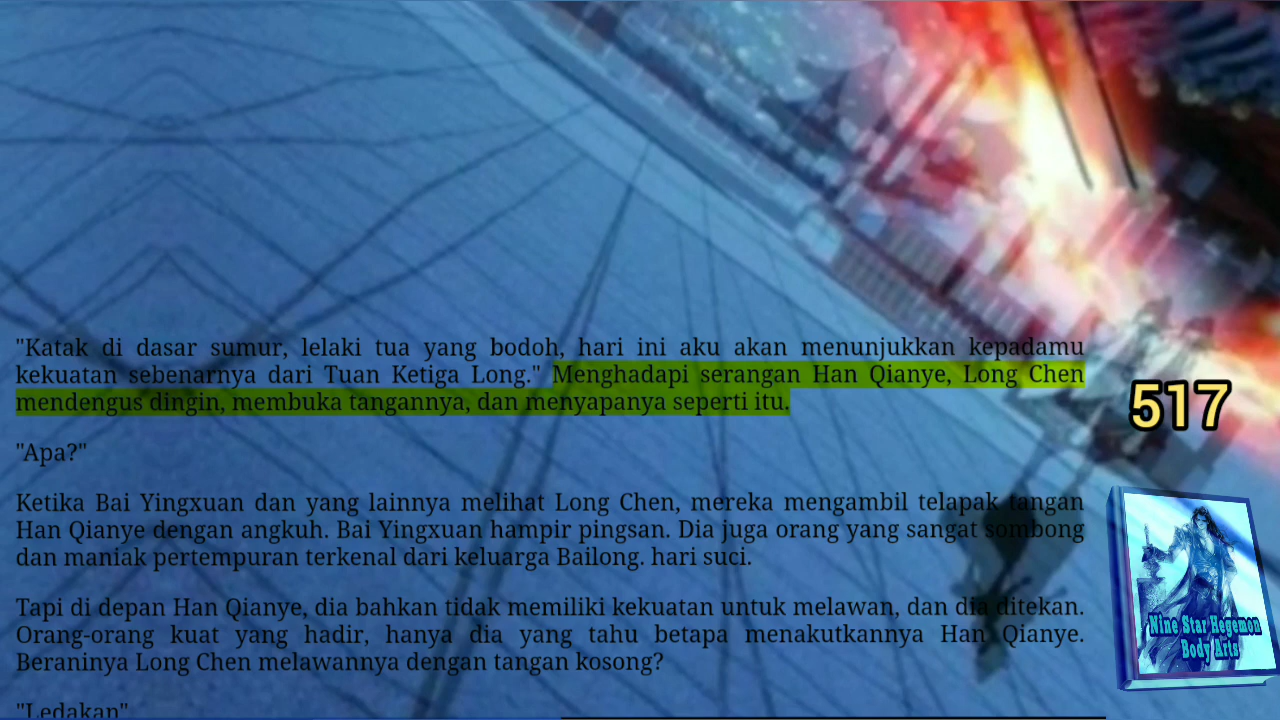 "Katak di dasar sumur, lelaki tua yang bodoh, hari ini aku akan menunjukkan kepadamu
kekuatan sebenarnya dari Tuan Ketiga Long." Menghadapi serangan Han Qianye, Long Chen
mendengus dingin, membuka tangannya, dan menyapanya seperti itu.
"Apa?"
Ketika Bai Yingxuan dan yang lainnya melihat Long Chen, mereka mengambil telapak tangan
Han Qianye dengan angkuh. Bai Yingxuan hampir pingsan. Dia juga orang yang sangat sombong
dan maniak pertempuran terkenal dari keluarga Bailong. hari suci.
Tapi di depan Han Qianye, dia bahkan tidak memiliki kekuatan untuk melawan, dan dia ditekan.
Orang-orang kuat yang hadir, hanya dia yang tahu betapa menakutkannya Han Qianye.
Beraninya Long Chen melawannya dengan tangan kosong?
"Ledakan"
517
Nine Star Hegemon
Body Arts